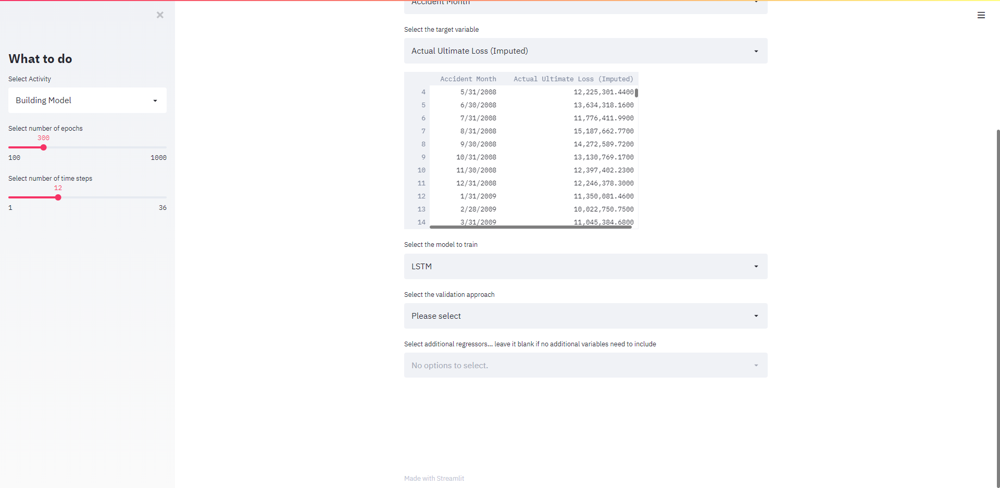 What to do
Select Activity
Building Model
Select number of epochs
300
100 1000
Select number of time steps
12
1 36
Accident Month
Select the target variable
Actual Ultimate Loss (Imputed)
Accident Month Actual Ultimate Loss (Imputed)
4 5/31/2008 12,225,301.4400
5 6/30/2008 13,634,318.1600
6 7/31/2008 11,776,411.9900
7 8/31/2008 15,187,662.7700
8 9/30/2008 14,272,589.7200
9 10/31/2008 13,130,769.1700
10 11/30/2008 12,397,402.2300
11 12/31/2008 12,246,378.3000
12 1/31/2009 11,350,081.4600
13 2/28/2009 10,022,750.7500
14 3/31/2009 11,045,384.6800
Select the model to train
LSTM
Select the validation approach
Please select
Select additional regressors... leave it blank if no additional variables need to include
No options to select.
Made with Streamlit